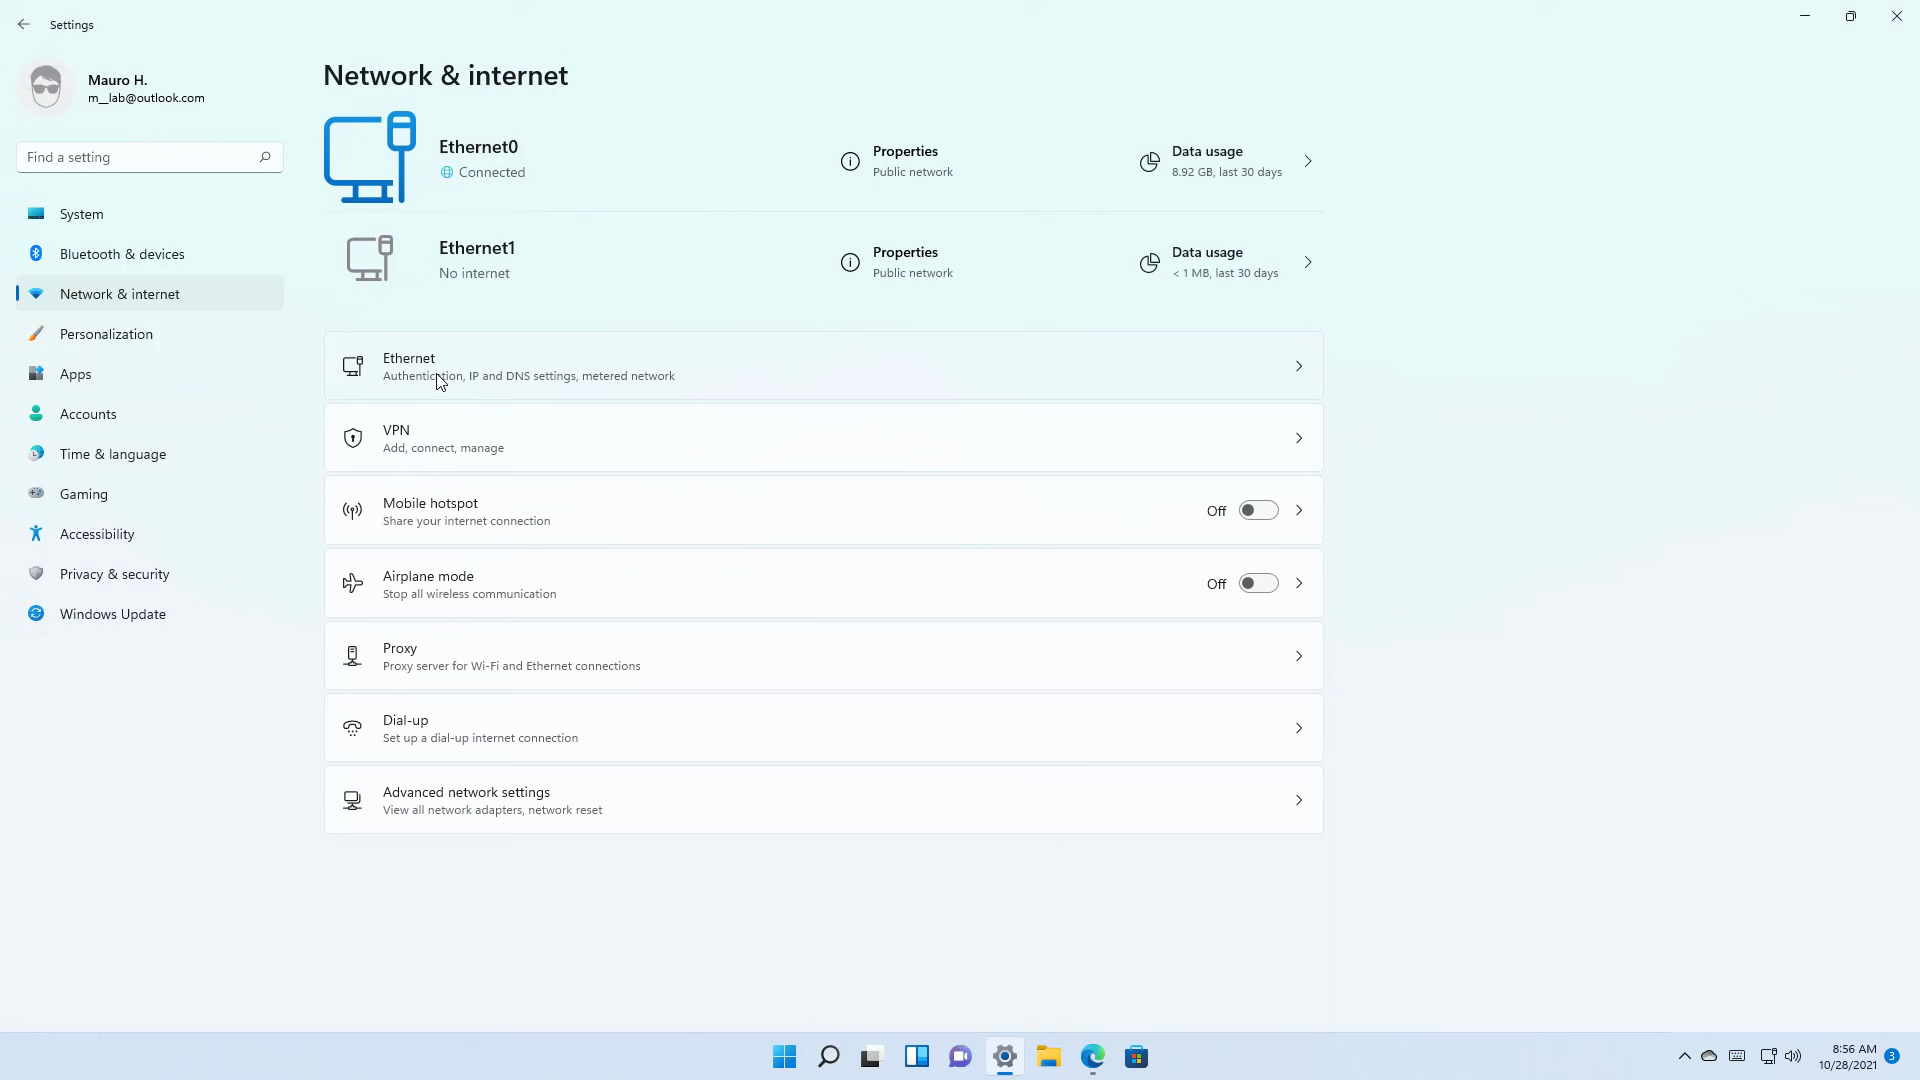 Settings
Mauro H.
m__lab@outlook.com
Find a setting
System
Bluetooth & devices
Network & internet
Personalization
Apps
Accounts
Time & language
Gaming
Accessibility
Privacy & security
Windows Update
Network & internet
Ethernet0
Connected
Properties
Public network
Data usage
8.92 GB, last 30 days
Ethernet1
No internet
Properties
Public network
Data usage
< 1 MB, last 30 days
Ethernet
Authentication, IP and DNS settings, metered network
VPN
Add, connect, manage
Mobile hotspot
Share your internet connection
Off
Airplane mode
Stop all wireless communication
Off
Proxy
Proxy server for Wi-Fi and Ethernet connections
Dial-up
Set up a dial-up internet connection
Advanced network settings
View all network adapters, network reset
8:56 AM
10/28/2021
3